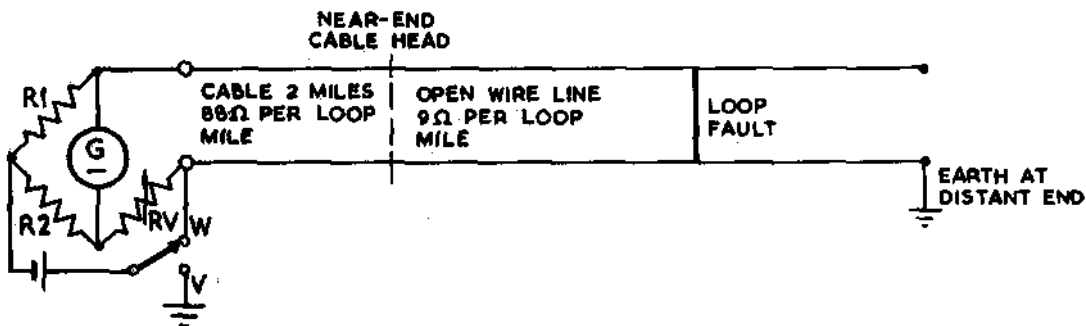 NEAR-END
CABLE HEAD
R1
G
R2
RV
W
V
CABLE 2 MILES
88Ω PER LOOP
MILE
OPEN WIRE LINE
9Ω PER LOOP
MILE
LOOP
FAULT
EARTH AT
DISTANT END